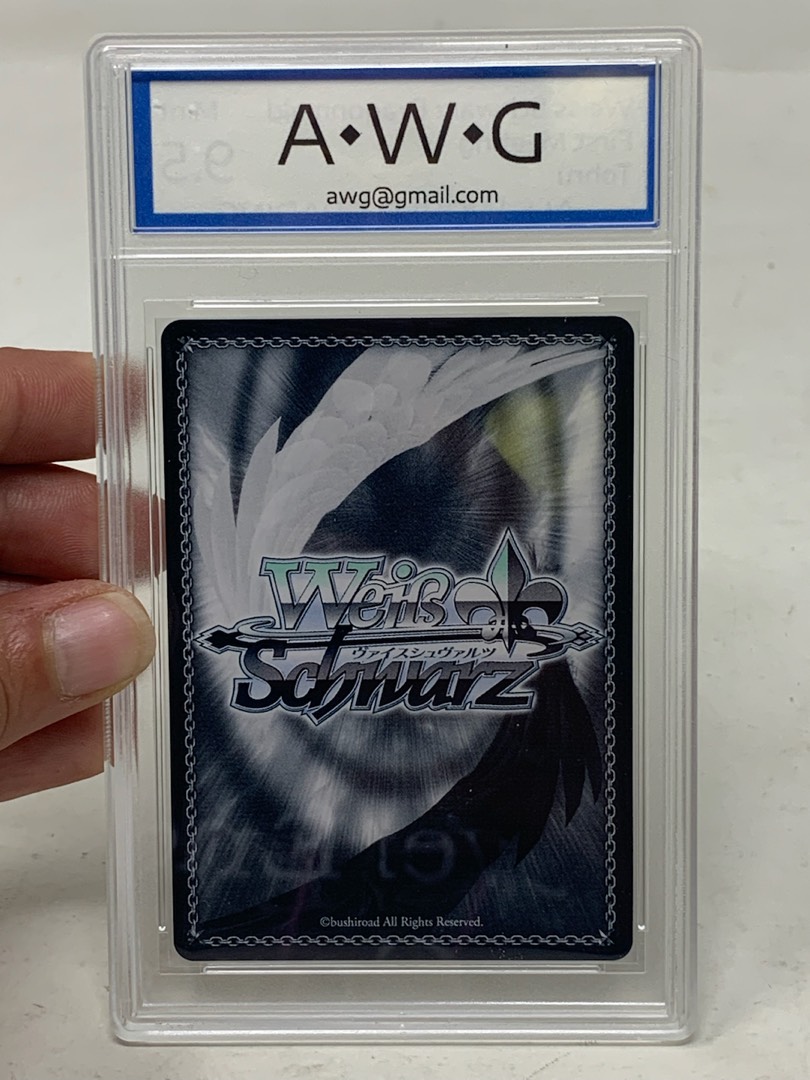 A◆W◆G
awg@gmail.com
Weiß
ヴァイスシュヴァルツ
Schwarz
©bushiroad All Rights Reserved.